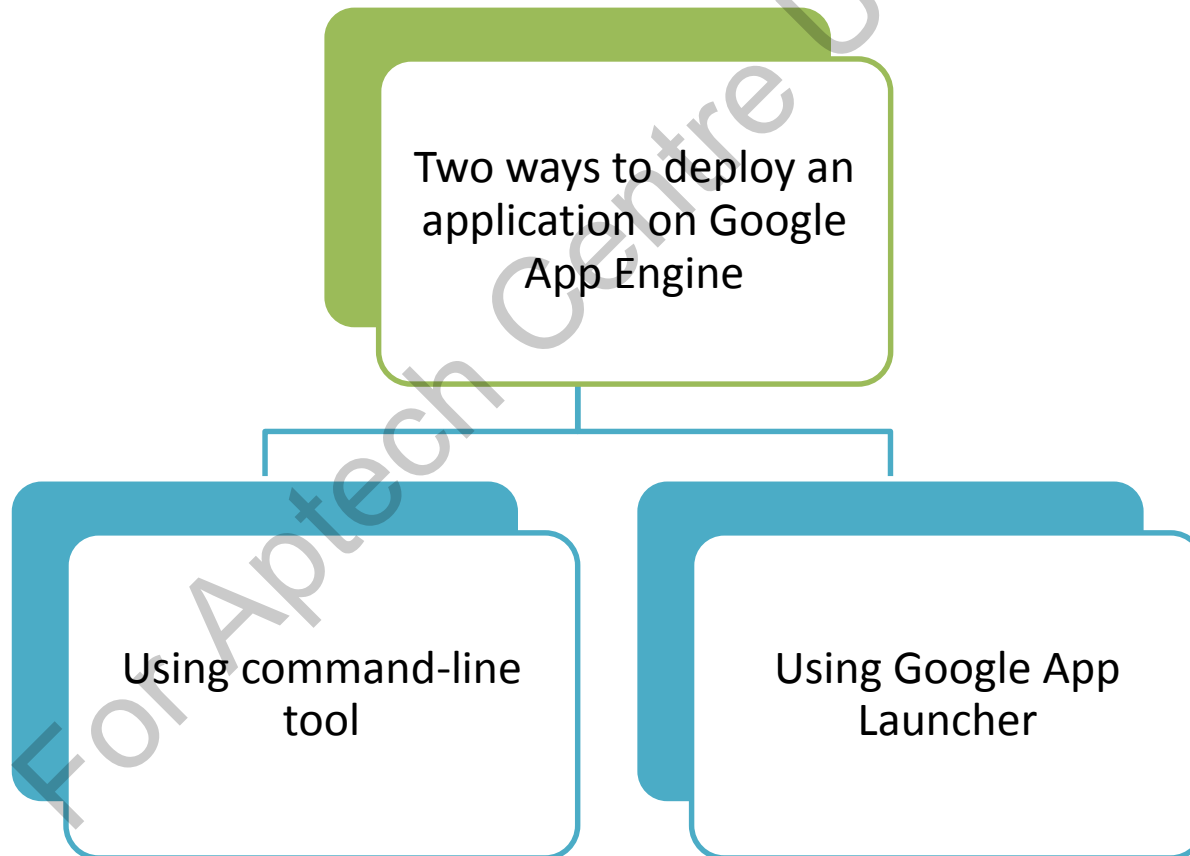 Two ways to deploy an
application on Google
App Engine
Using command-line
tool
Using Google App
Launcher
For Aptech Centre